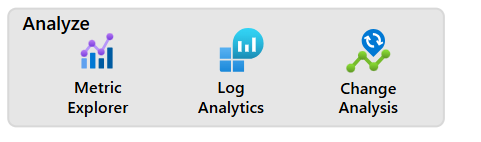 Analyze
Metric
Explorer
Log
Analytics
Change
Analysis